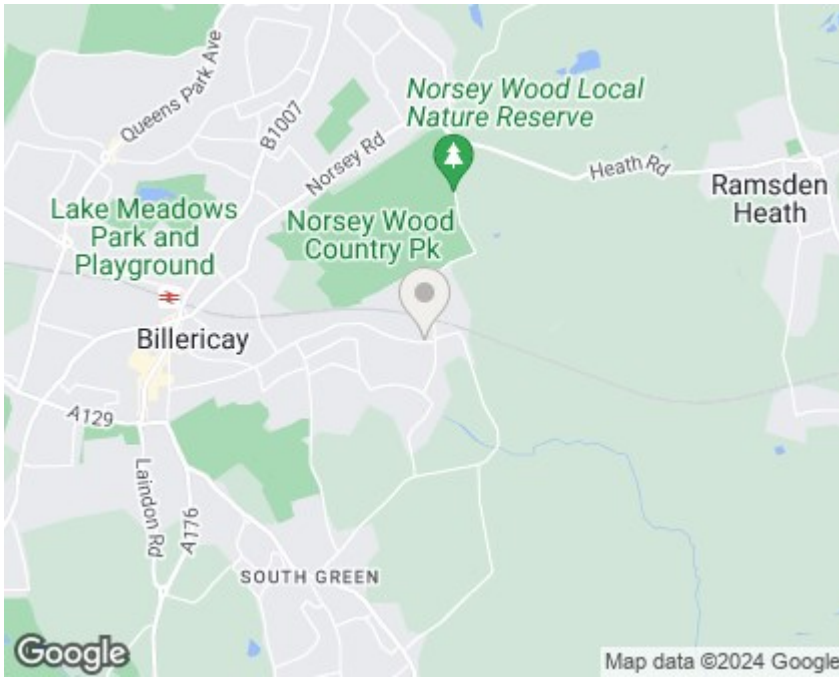 Queens Park Ave
B1007
Norsey Rd
Norsey Wood Local
Nature Reserve
Heath Rd
Ramsden
Heath
Lake Meadows
Park and
Playground
Norsey Wood
Country Pk
Billericay
A129
Laindon Rd
A176
SOUTH GREEN
Google
Map data ©2024 Google